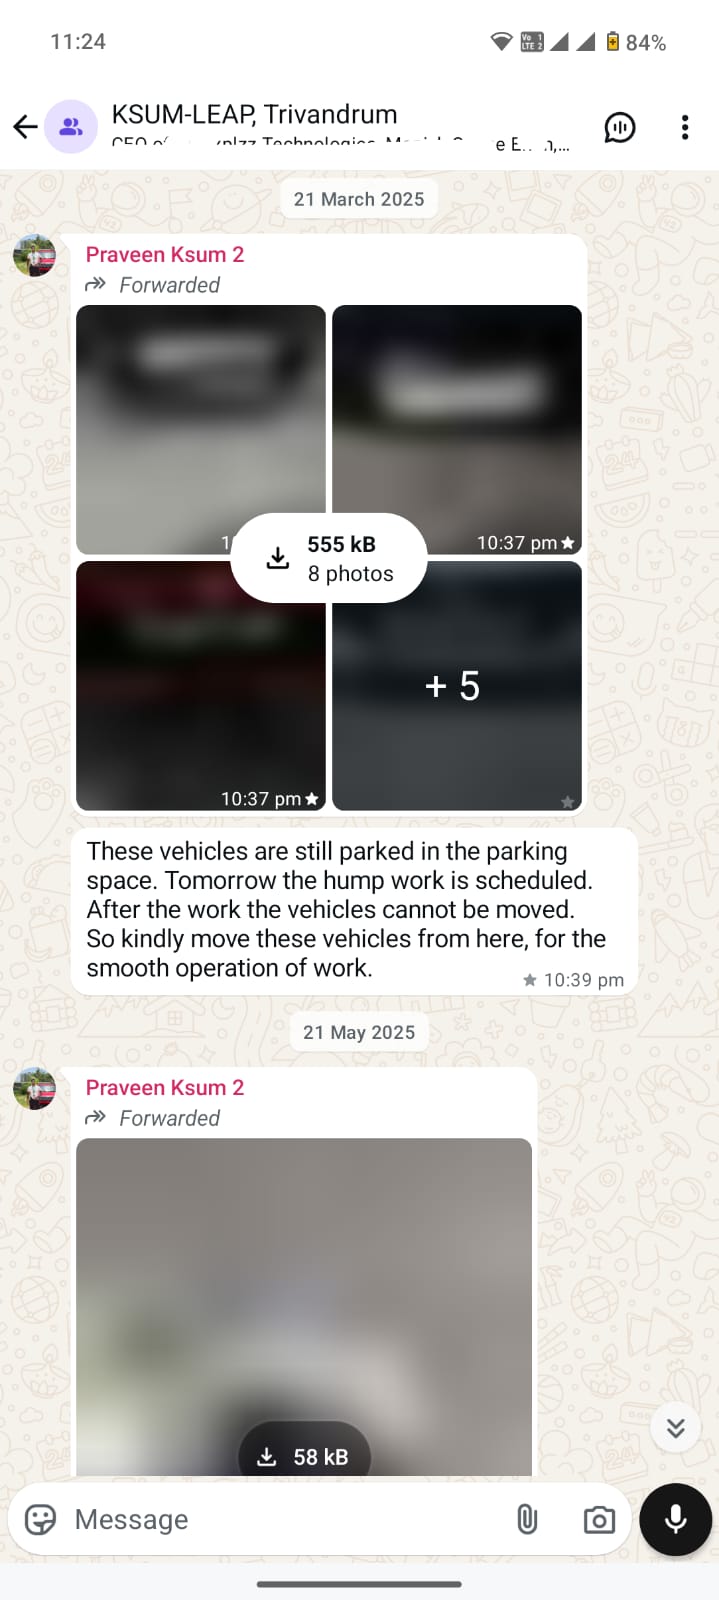 11:24
Vo 1
LTE 2
84%
KSUM-LEAP, Trivandrum
21 March 2025
Praveen Ksum 2
Forwarded
555 kB
8 photos
10:37 pm
+ 5
10:37 pm
These vehicles are still parked in the parking
space. Tomorrow the hump work is scheduled.
After the work the vehicles cannot be moved.
So kindly move these vehicles from here, for the
smooth operation of work.
10:39 pm
21 May 2025
Praveen Ksum 2
Forwarded
58 kB
Message